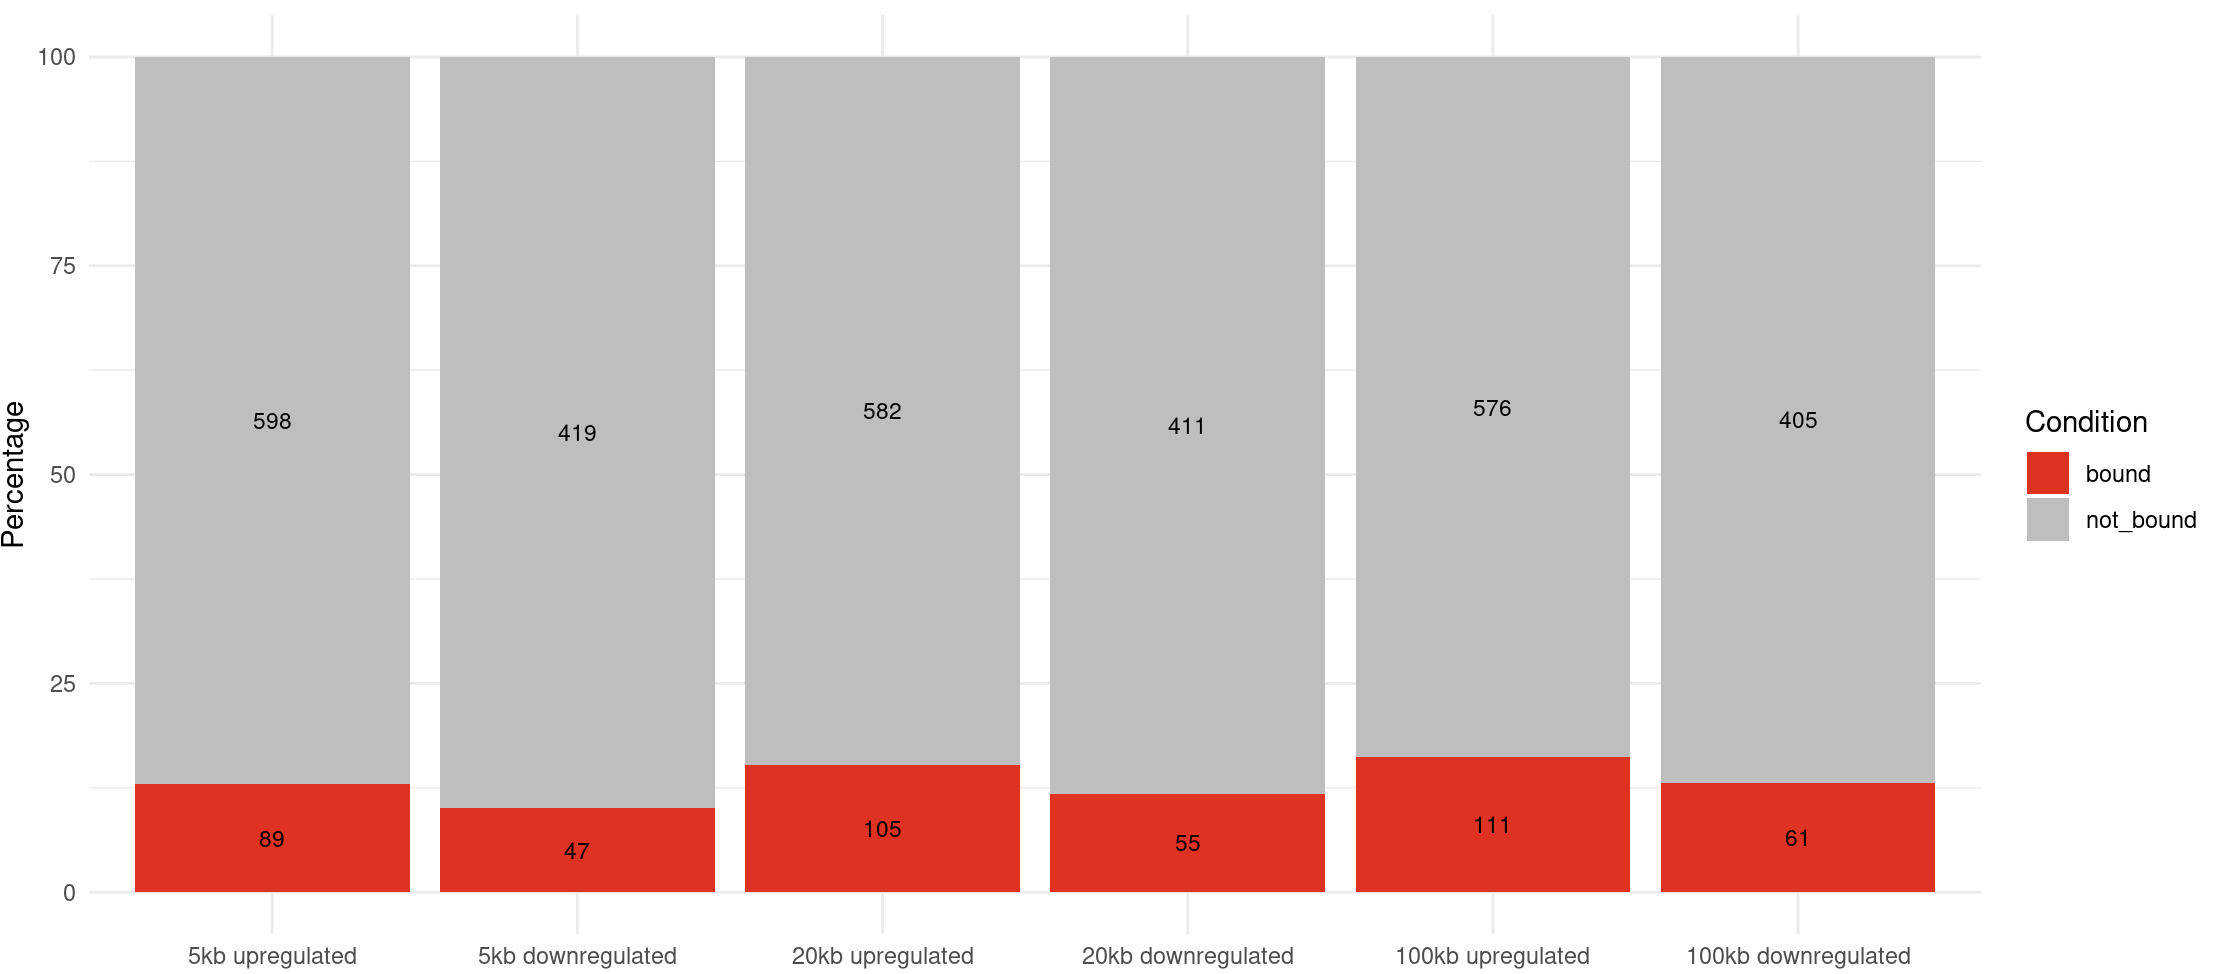 Percentage
100
75
50
25
0
598
419
582
411
576
405
89
47
105
55
111
61
5kb upregulated
5kb downregulated
20kb upregulated
20kb downregulated
100kb upregulated
100kb downregulated
Condition
bound
not_bound